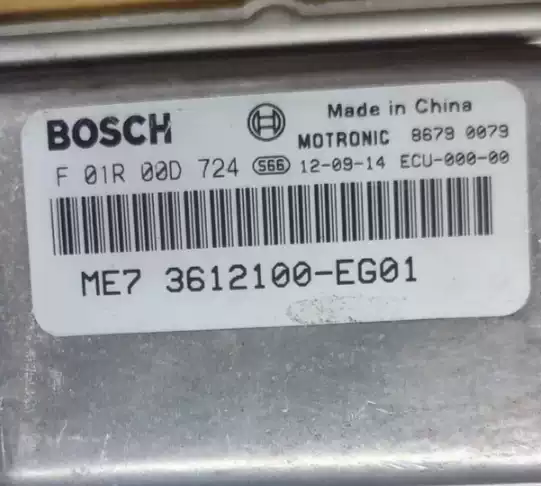 BOSCH Made in China
MOTRONIC 8679 0079
F 01R 00D 724 S66 12-09-14 ECU-000-00
ME7 3612100-EG01